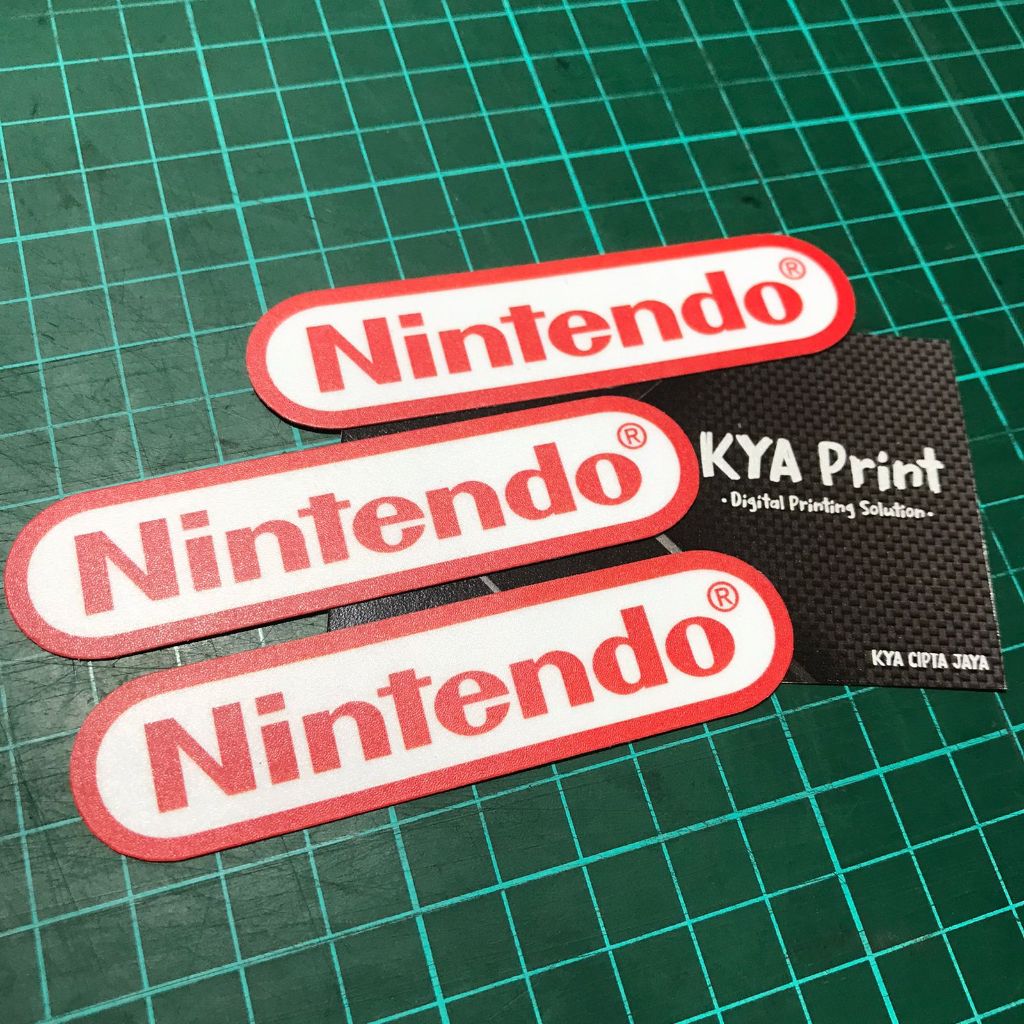 Nintendo®
Nintendo®
Nintendo®
KYA Print
·Digital Printing Solution·
KYA CIPTA JAYA